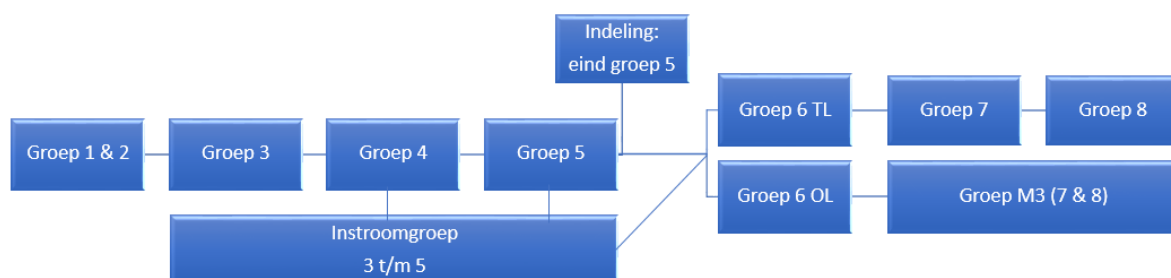 Indeling:
eind groep 5
Groep 6 TL
Groep 7
Groep 8
Groep 1 & 2
Groep 3
Groep 4
Groep 5
Groep 6 OL
Groep M3 (7 & 8)
Instroomgroep
3 t/m 5